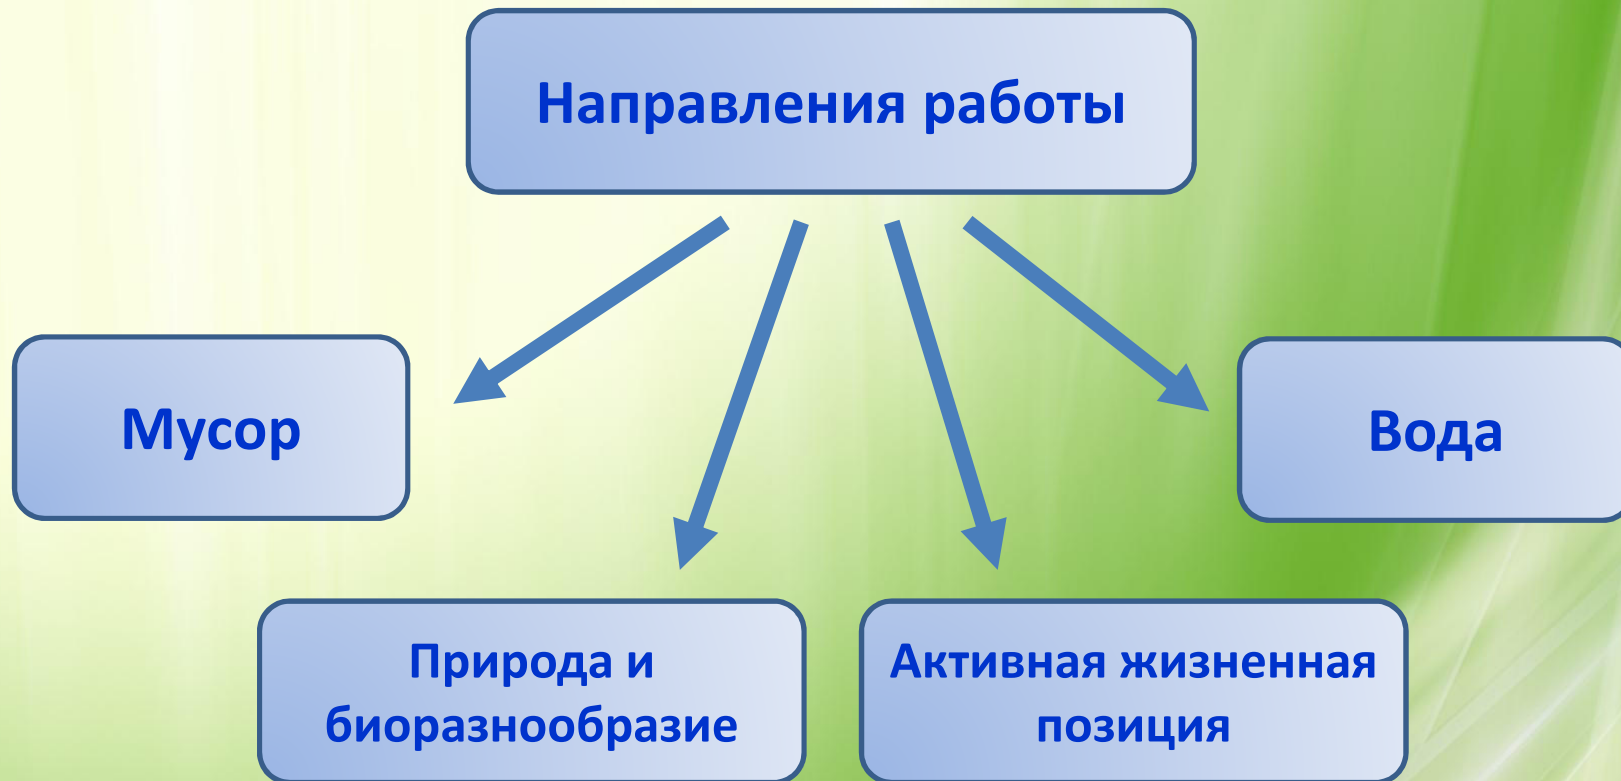 Направления работы
Мусор
Вода
Природа и
биоразнообразие
Активная жизненная
позиция